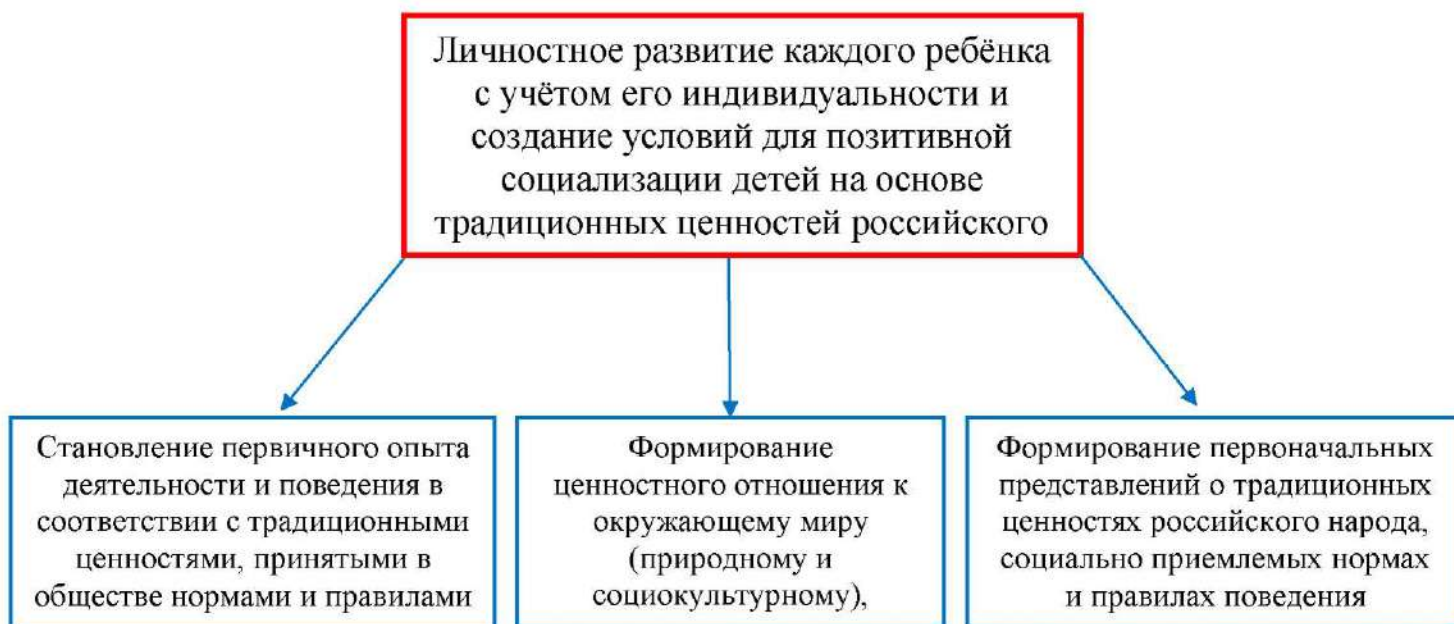 Личностное развитие каждого ребёнка
с учётом его индивидуальности и
создание условий для позитивной
социализации детей на основе
традиционных ценностей российского
Становление первичного опыта
деятельности и поведения в
соответствии с традиционными
ценностями, принятыми в
обществе нормами и правилами
Формирование
ценностного отношения к
окружающему миру
(природному и
социокультурному),
Формирование первоначальных
представлений о традиционных
ценностях российского народа,
социально приемлемых нормах
и правилах поведения